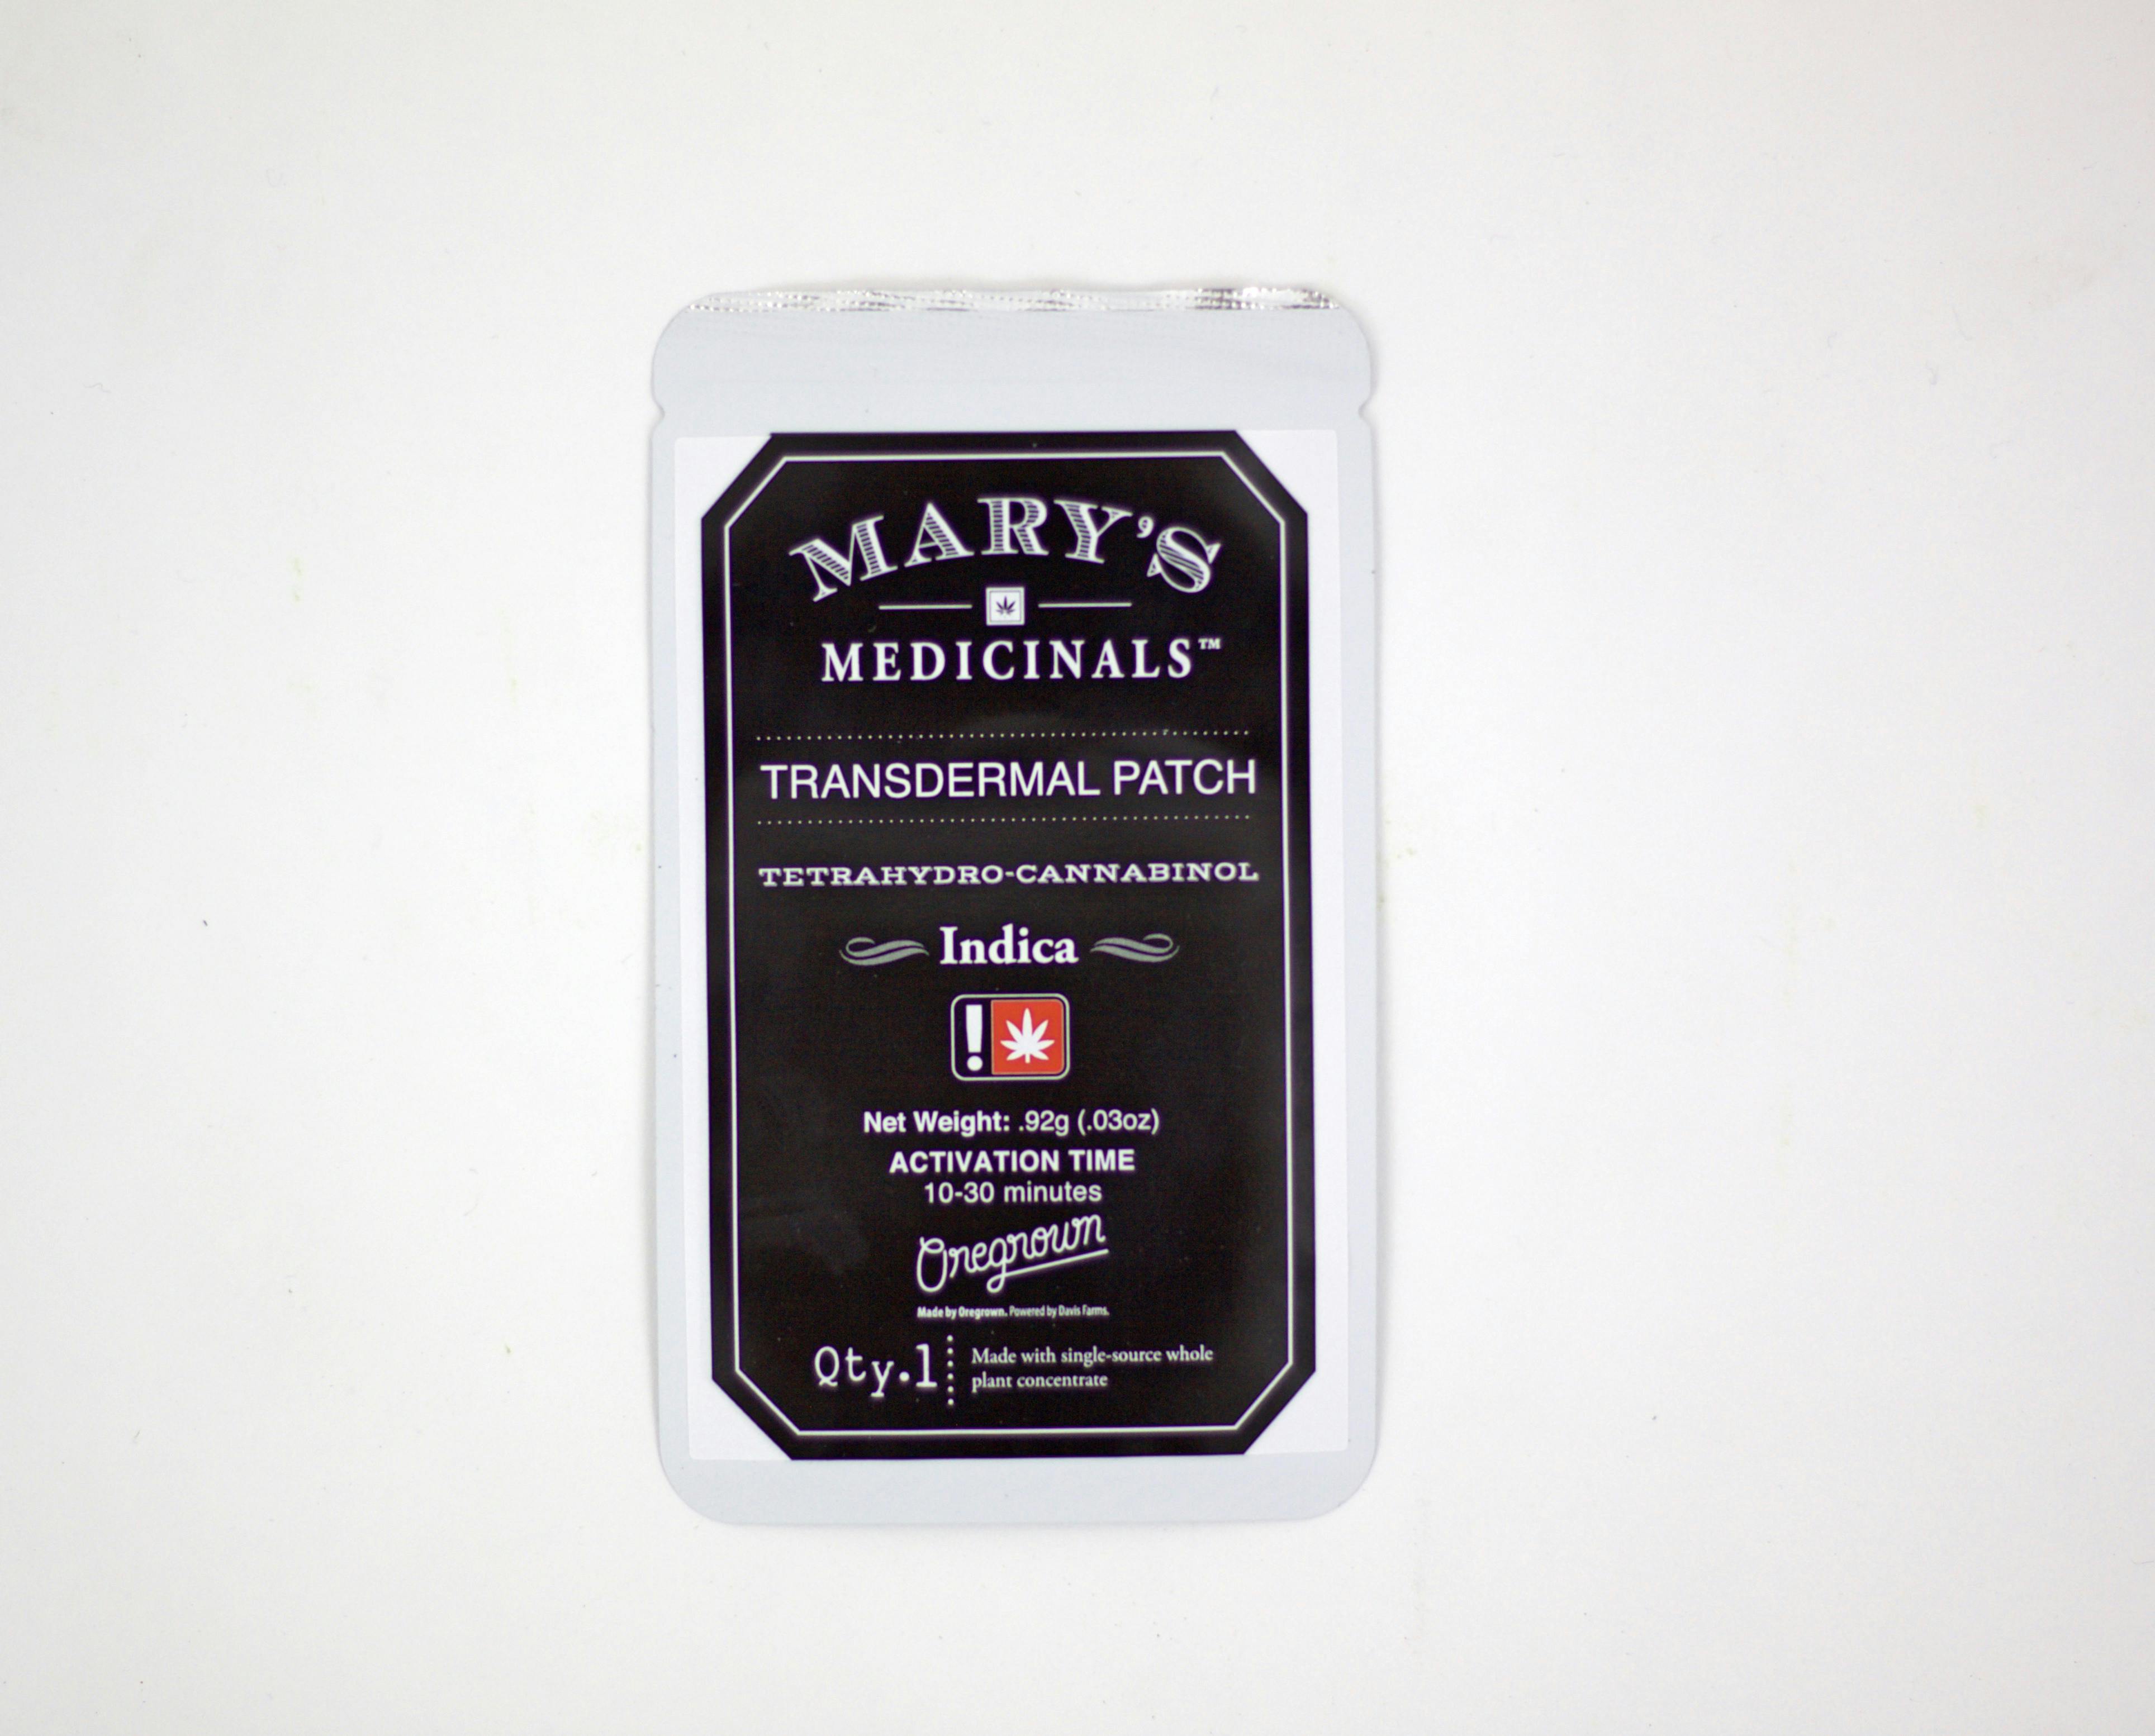 MARY'S
MEDICINALS™
TRANSDERMAL PATCH
TETRAHYDRO-CANNABINOL
Indica
!
Net Weight: .92g (.03oz)
ACTIVATION TIME
10-30 minutes
Oregrown
Made by Oregrown. Powered by Davis Farms.
Qty.1
Made with single-source whole
plant concentrate